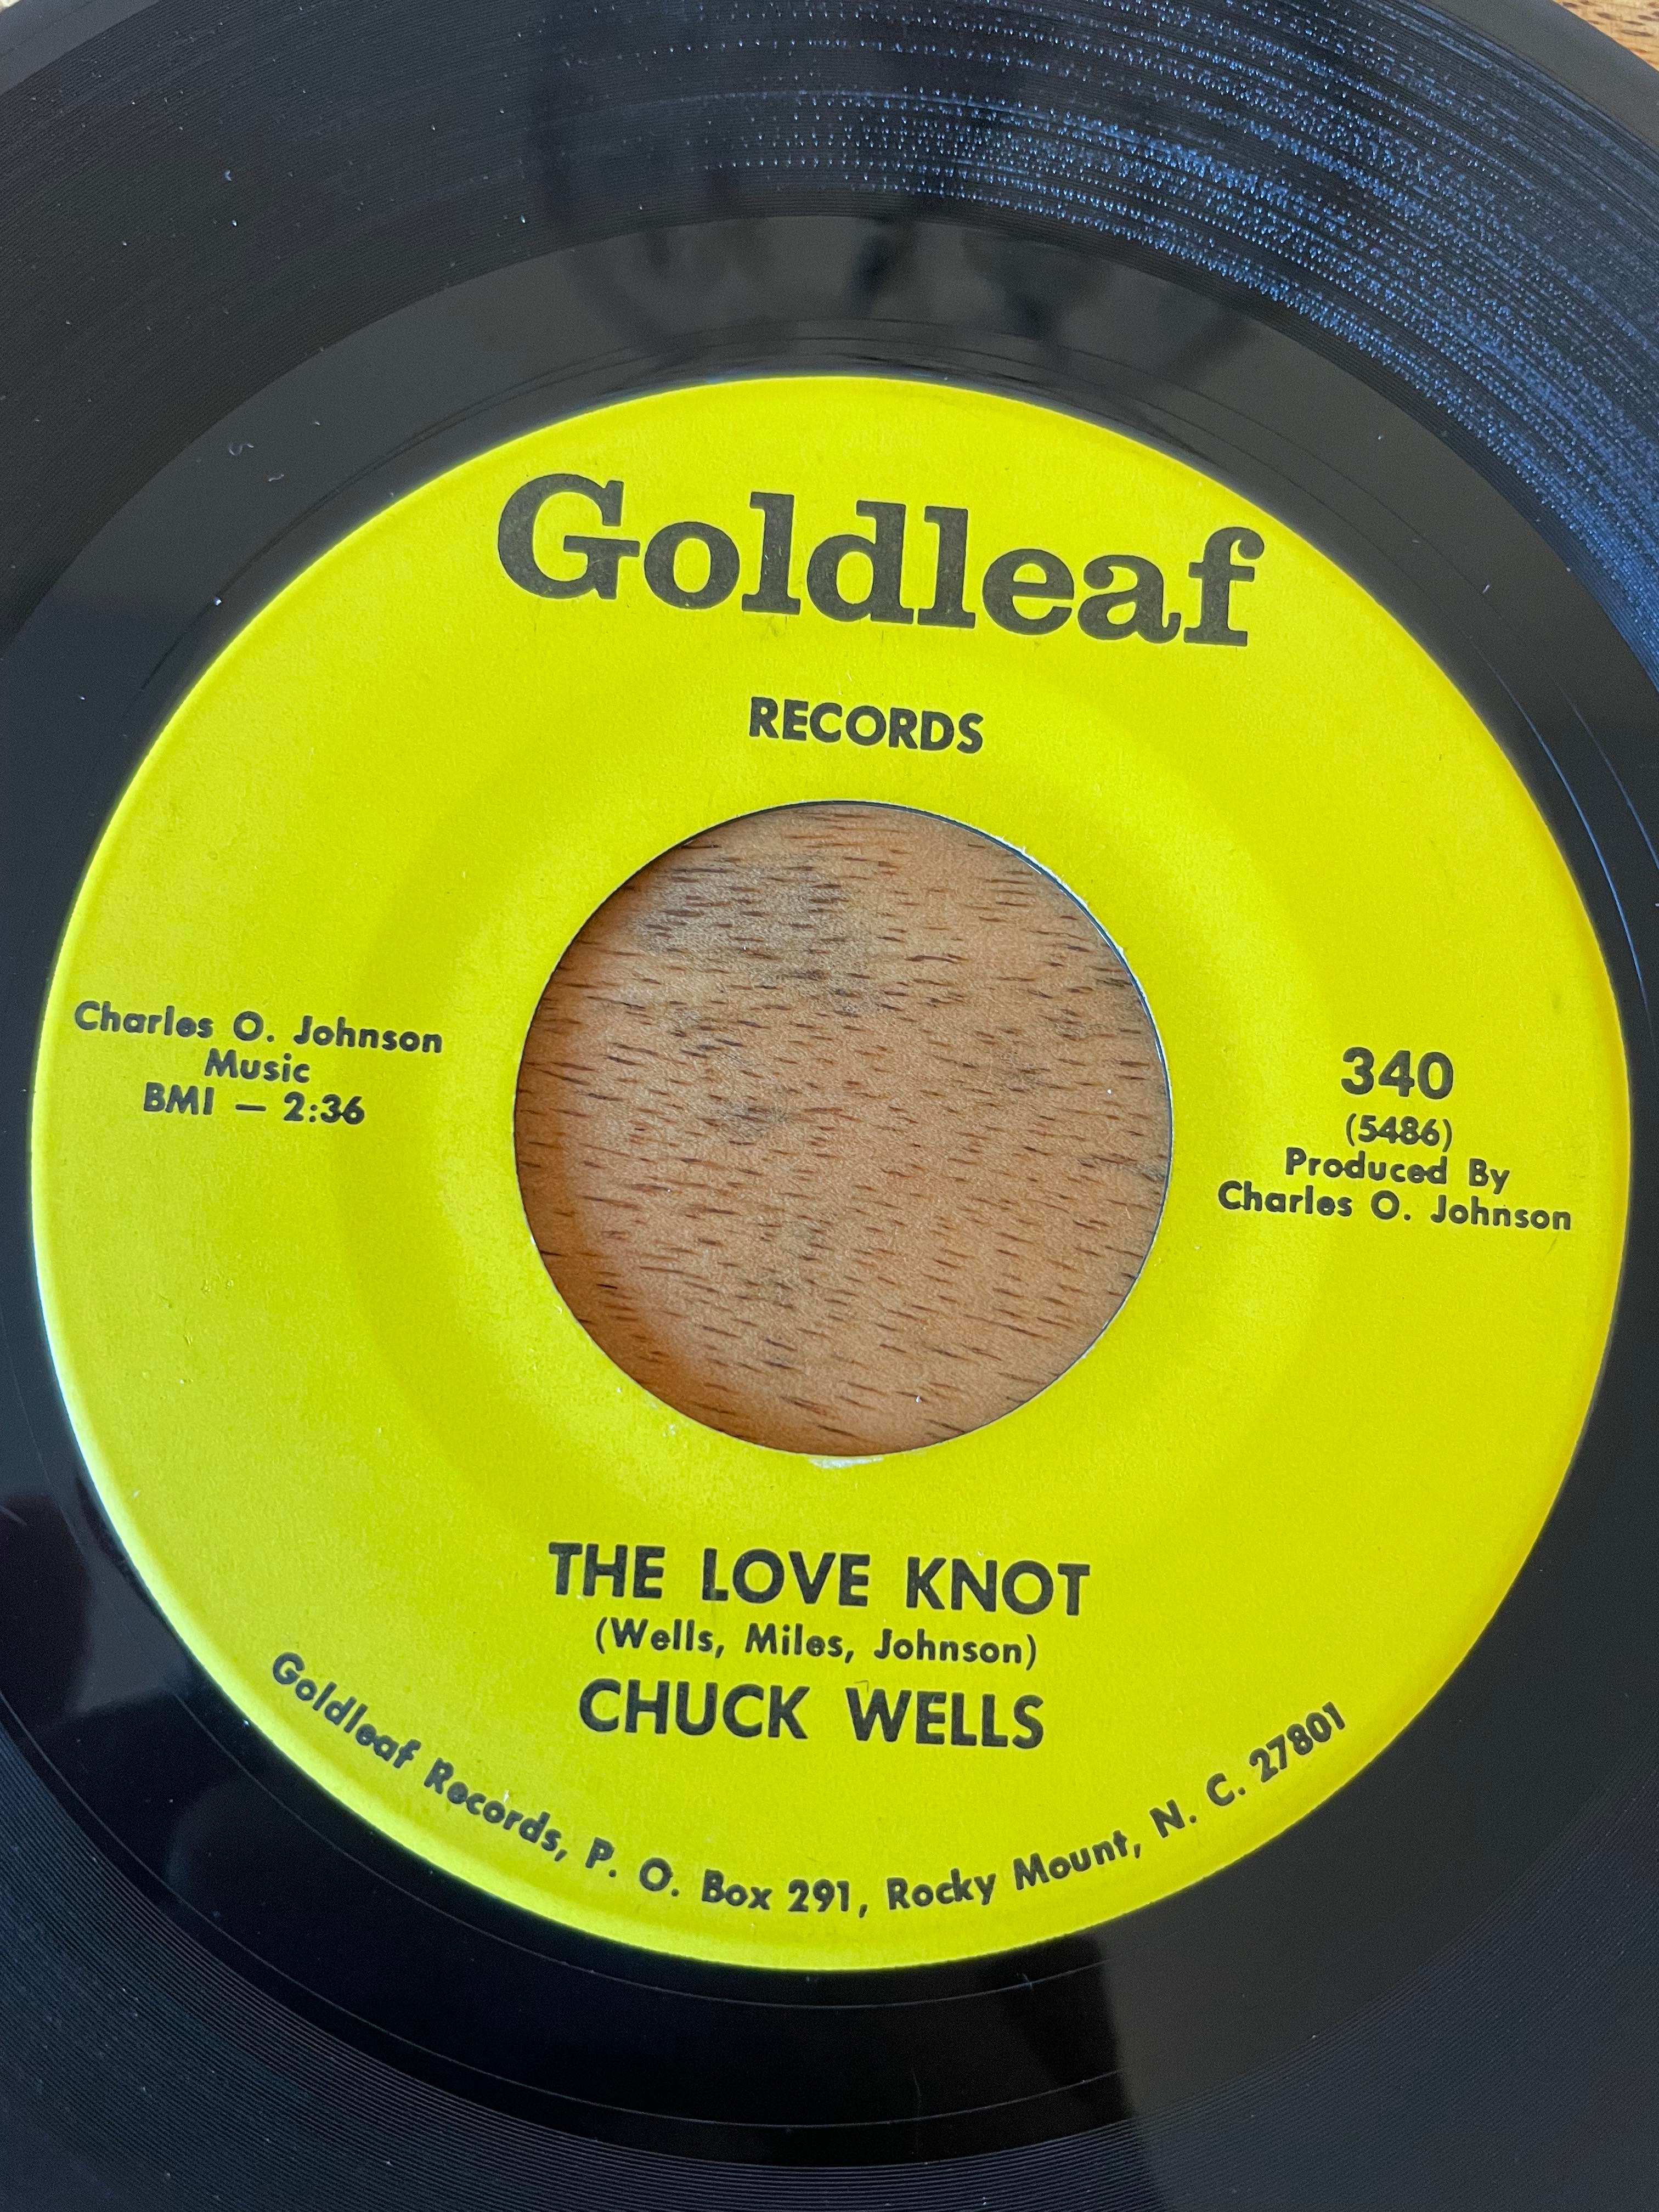 Goldleaf
RECORDS
Charles O. Johnson
Music
BMI — 2:36
340
(5486)
Produced By
Charles O. Johnson
THE LOVE KNOT
(Wells, Miles, Johnson)
CHUCK WELLS
Goldleaf Records, P. O. Box 291, Rocky Mount, N. C. 27801